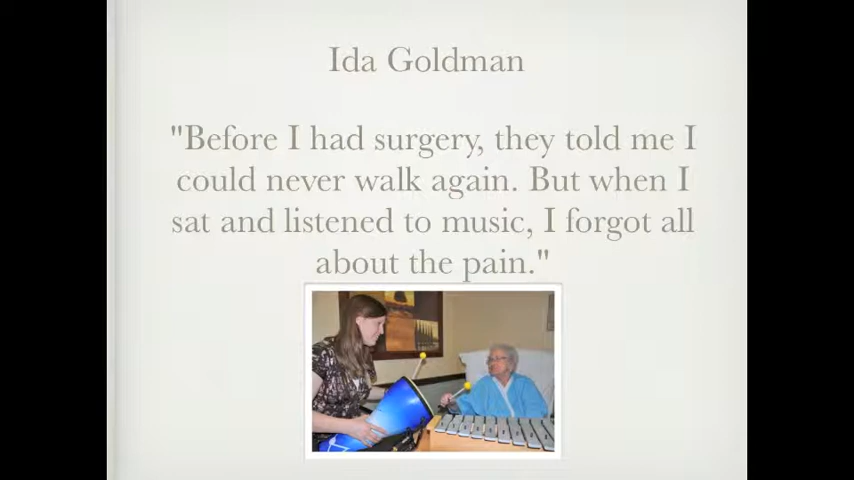 Ida Goldman
"Before I had surgery, they told me I
could never walk again. But when I
sat and listened to music, I forgot all
about the pain."